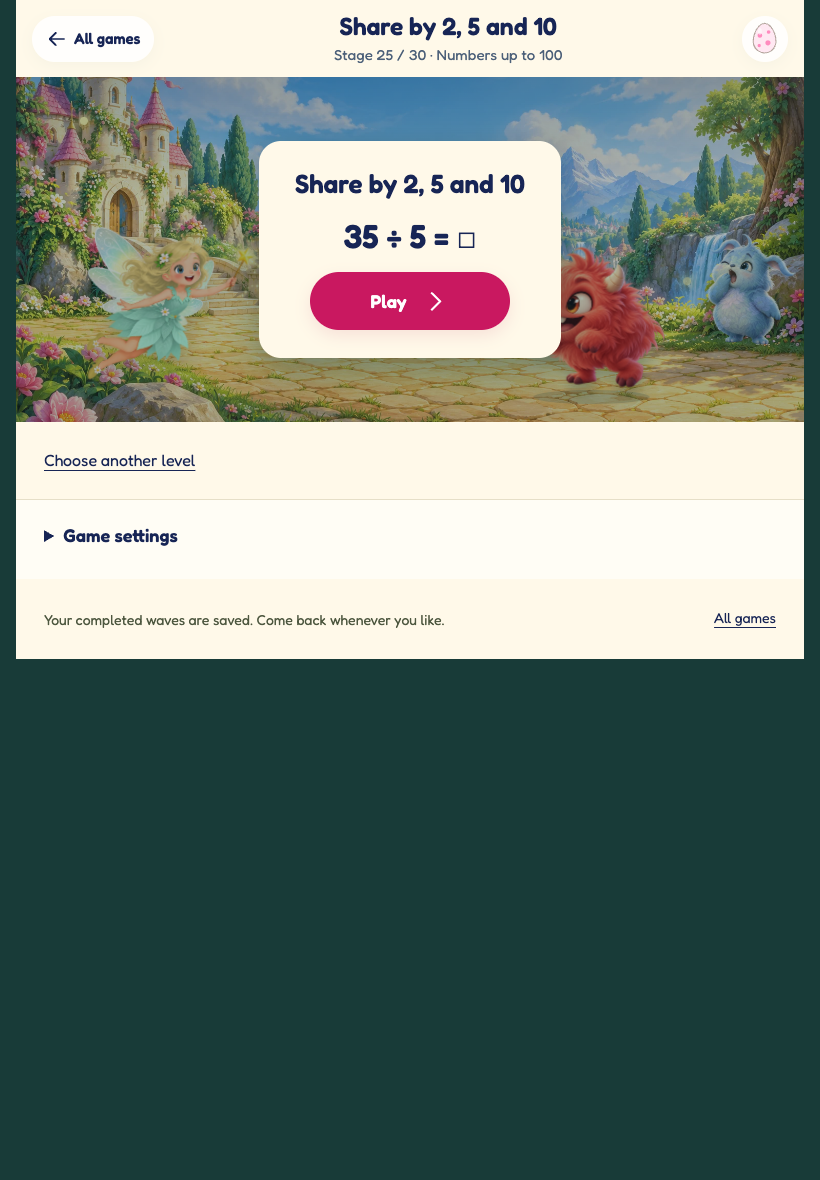 All games
Share by 2, 5 and 10
Stage 25 / 30 · Numbers up to 100
Share by 2, 5 and 10
35 ÷ 5 = □
Play
Choose another level
Game settings
Your completed waves are saved. Come back whenever you like.
All games